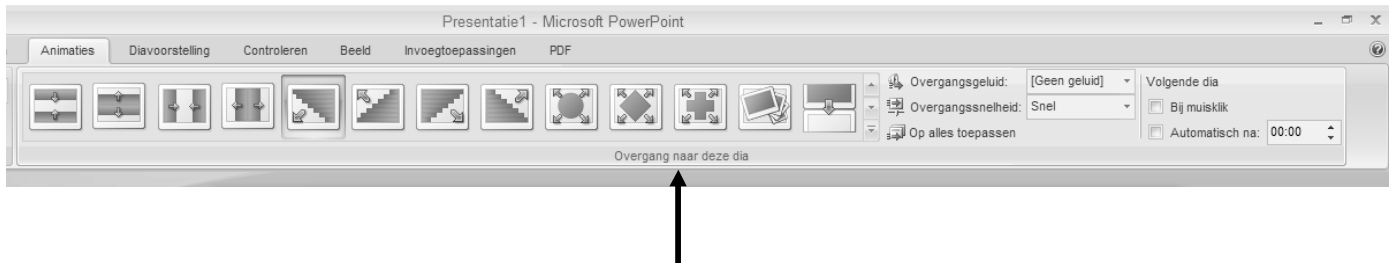 Presentatie1 - Microsoft PowerPoint
Animaties Diavoorstelling Controleren Beeld Invoegtoepassingen PDF
Overgangsgeluid: [Geen geluid] Volgende dia
Overgangssnelheid: Snel Bij muisklik
Op alles toepassen Automatisch na: 00:00
Overgang naar deze dia